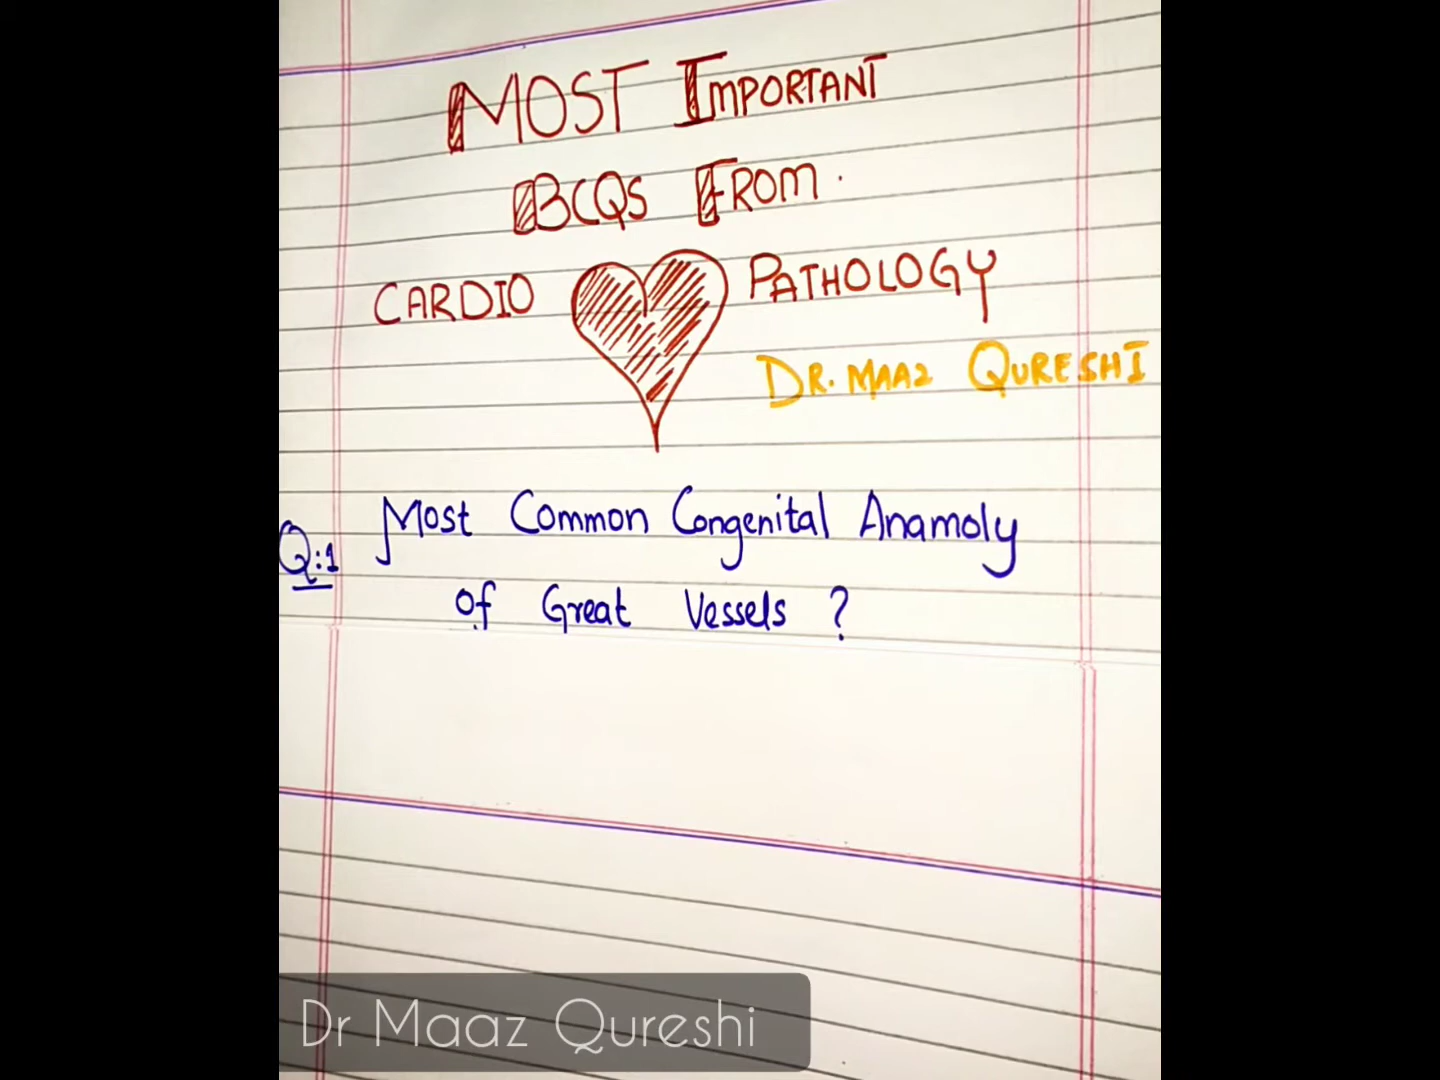 MOST IMPORTANT
BCQS FROM.
CARDIO PATHOLOGY
DR. MAAZ QURESHI
Q:1 Most Common Congenital Anamoly
of Great Vessels ?
Dr Maaz Qureshi